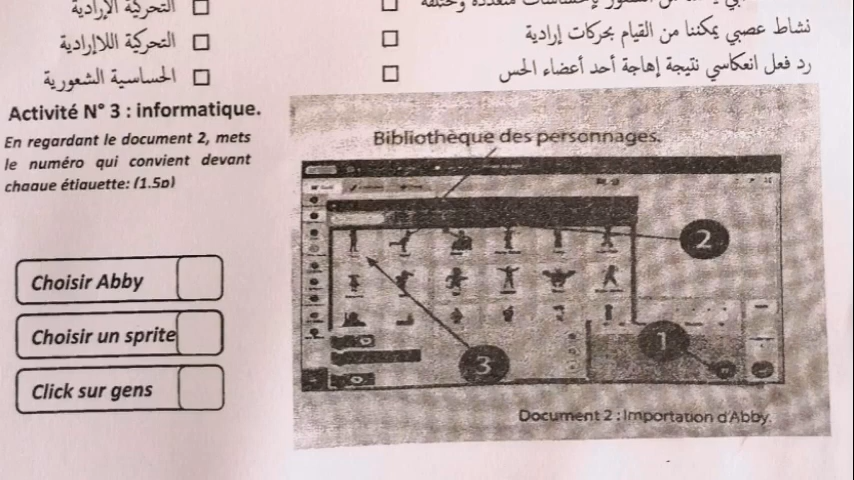 التحركية الإرادية
نشاط عصبي يمكننا من القيام بحركات إرادية
التحركية اللاإرادية
رد فعل انعكاسي نتيجة إهاجة أحد أعضاء الحس
الحساسية الشعورية
Activité N° 3 : informatique.
En regardant le document 2, mets
le numéro qui convient devant
chaque étiquette: (1.5p)
Choisir Abby
Choisir un sprite
Click sur gens
Bibliothèque des personnages.
2
1
3
Document 2 : Importation d'Abby.